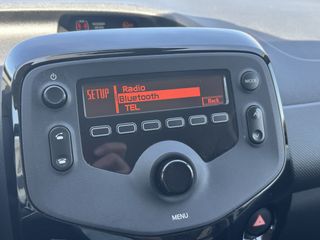 MODE
SETUP
Radio
Bluetooth
TEL
Back
MENU